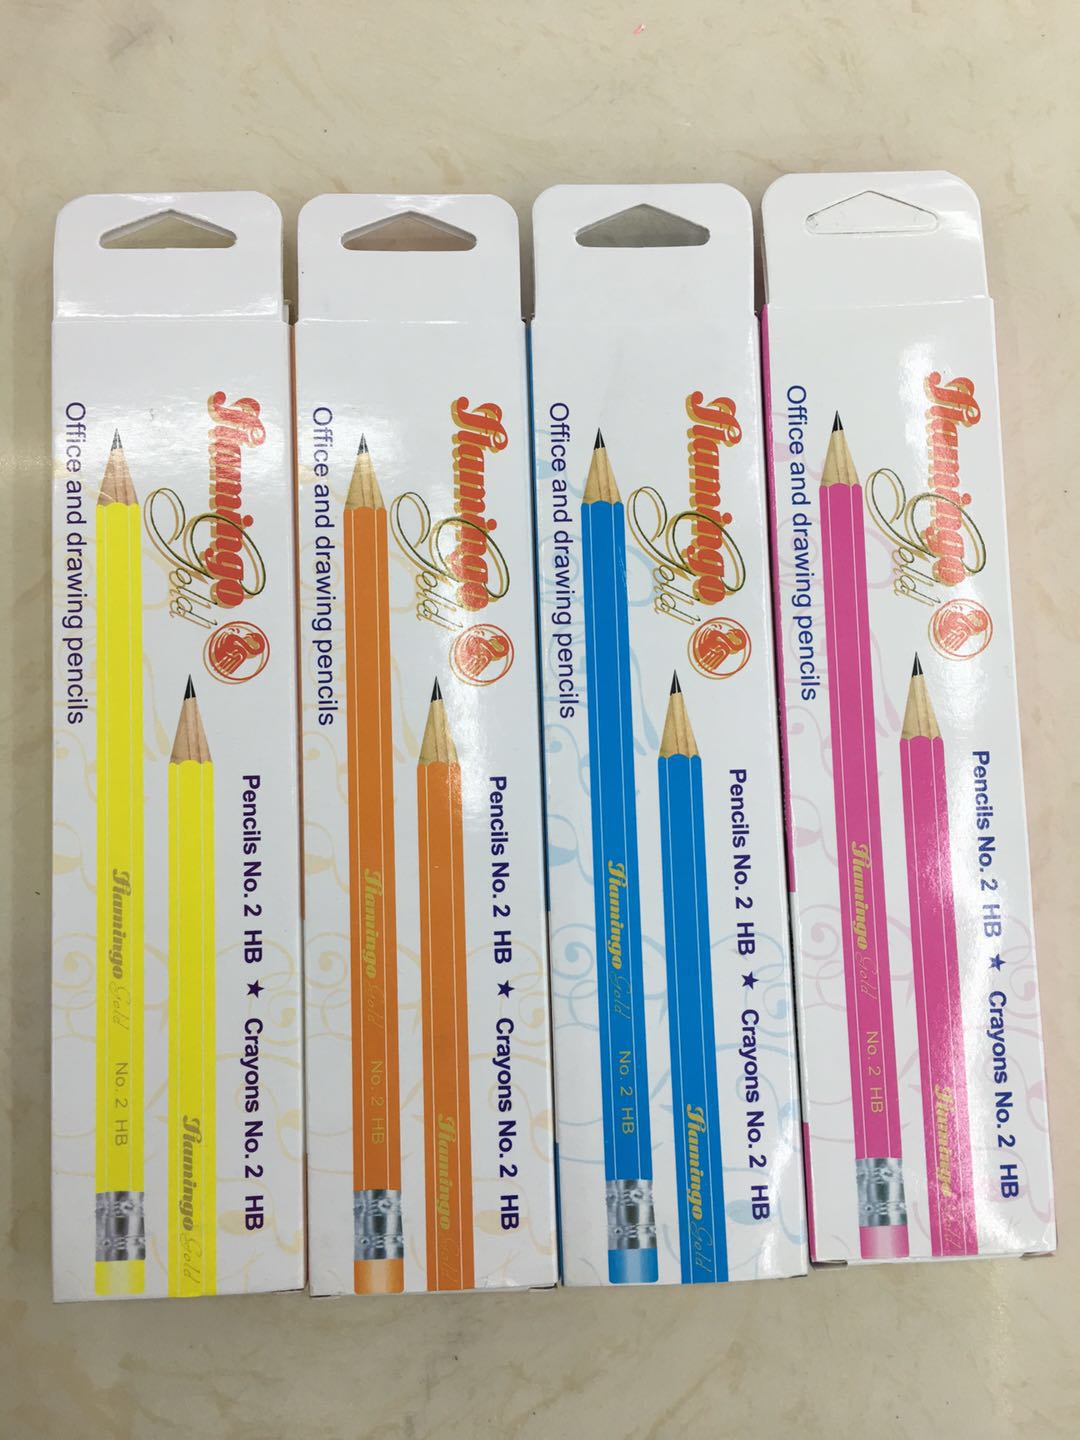 Flamingo
Gold
Office and drawing pencils
Pencils No. 2 HB ★ Crayons No. 2 HB
Flamingo Gold No. 2 HB
Flamingo Gold
Flamingo
Gold
Office and drawing pencils
Pencils No. 2 HB ★ Crayons No. 2 HB
Flamingo Gold No. 2 HB
Flamingo Gold
Flamingo
Gold
Office and drawing pencils
Pencils No. 2 HB ★ Crayons No. 2 HB
Flamingo Gold No. 2 HB
Flamingo Gold
Flamingo
Gold
Office and drawing pencils
Pencils No. 2 HB ★ Crayons No. 2 HB
Flamingo Gold No. 2 HB
Flamingo Gold